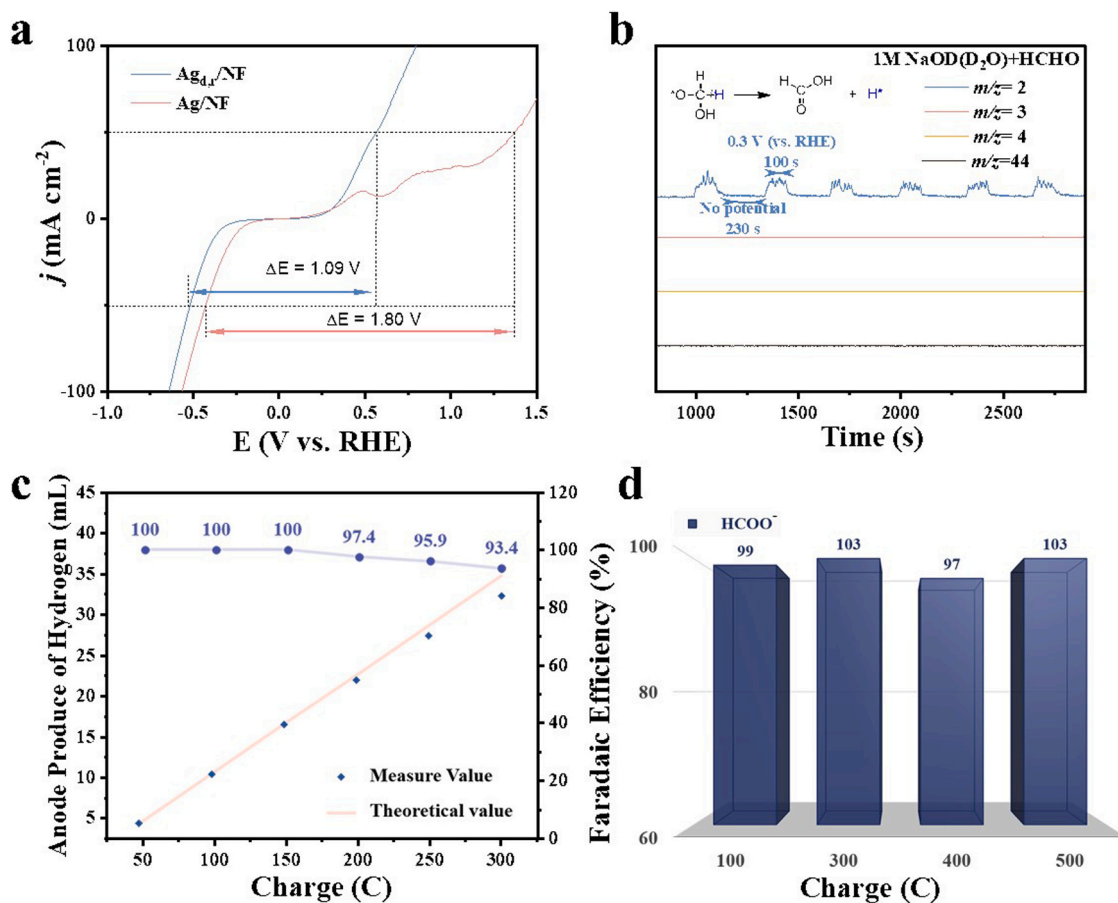 a
100
0
-100
j (mA cm⁻²)
Ag_d,r/NF
Ag/NF
ΔE = 1.09 V
ΔE = 1.80 V
-1.0 -0.5 0.0 0.5 1.0 1.5
E (V vs. RHE)
b
1M NaOD(D₂O)+HCHO
m/z= 2
m/z= 3
m/z= 4
m/z=44
H
*O C H
OH
OH
O
+ H*
0.3 V (vs. RHE)
100 s
No potential
230 s
1000 1500 2000 2500
Time (s)
c
Anode Produce of Hydrogen (mL)
45
40
35
30
25
20
15
10
5
100 100 100 97.4 95.9 93.4
Measure Value
Theoretical value
120
100
80
60
40
20
0
50 100 150 200 250 300
Charge (C)
Faradaic Efficiency (%)
d
HCOO⁻
100
80
60
99 103 97 103
100 300 400 500
Charge (C)